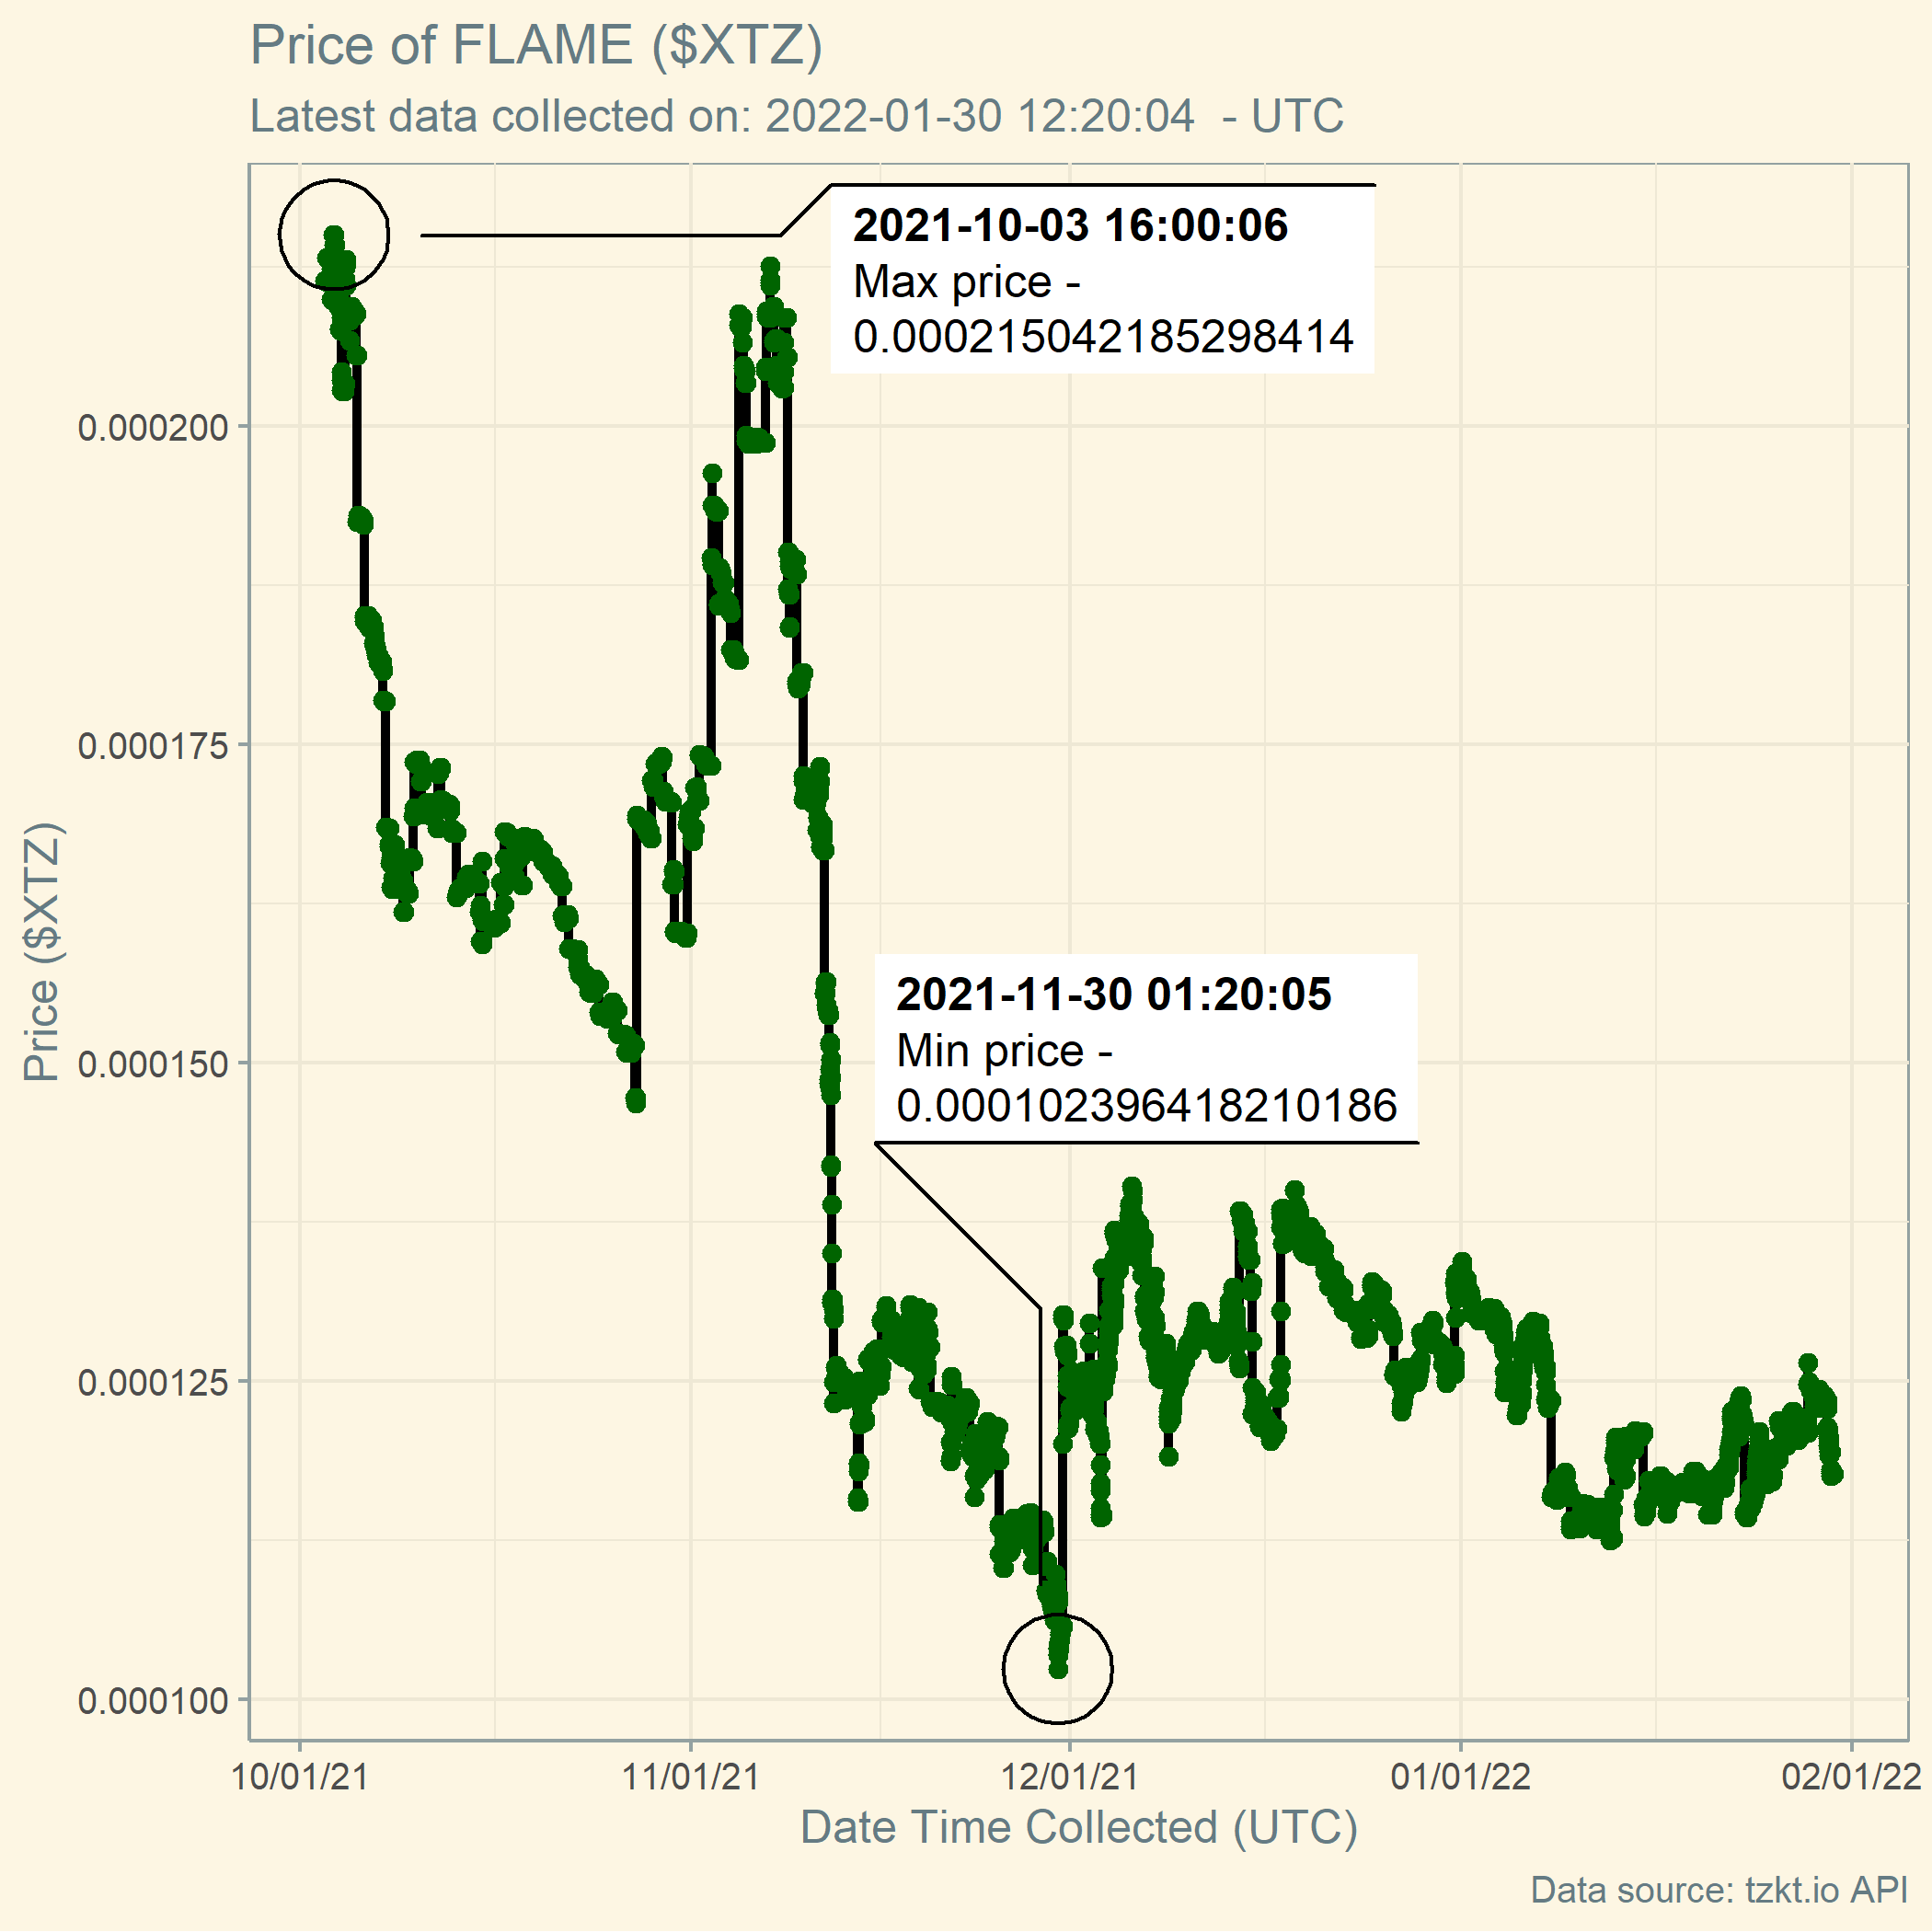 Price of FLAME ($XTZ)
Latest data collected on: 2022-01-30 12:20:04  - UTC
2021-10-03 16:00:06
Max price -
0.000215042185298414
0.000200
0.000175
2021-11-30 01:20:05
Min price -
0.000102396418210186
0.000150
0.000125
0.000100
Price ($XTZ)
10/01/21
11/01/21
12/01/21
01/01/22
02/01/22
Date Time Collected (UTC)
Data source: tzkt.io API